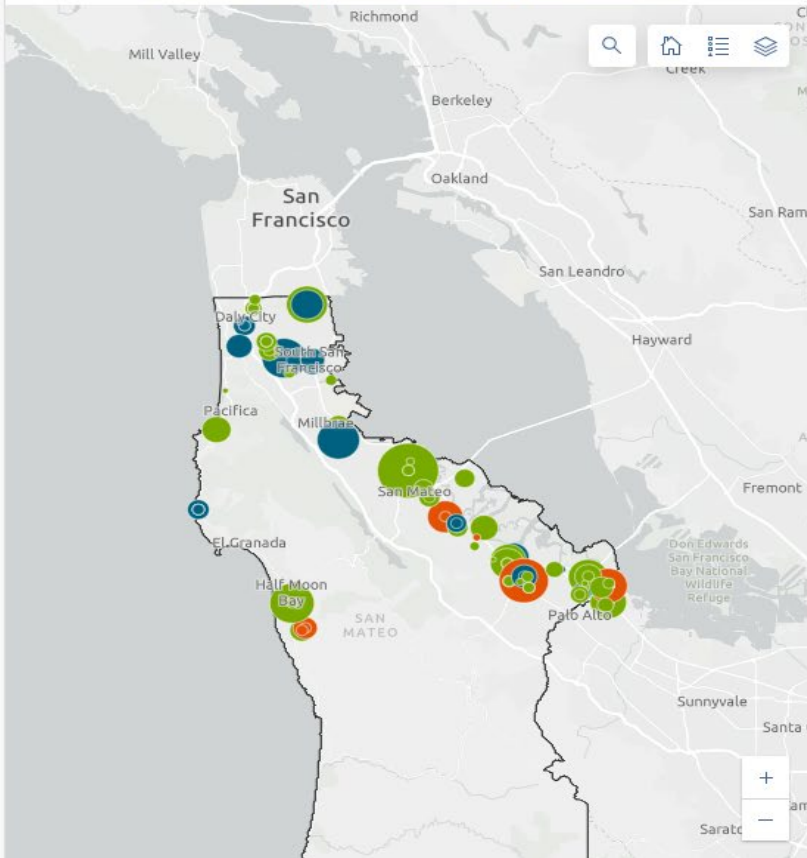 Richmond
Mill Valley
Creek
Berkeley
Oakland
San
Francisco
San Ram
San Leandro
Daly City
Hayward
South San
Francisco
Pacifica
Millbrae
San Mateo
Fremont
El Granada
Don Edwards
San Francisco
Bay National
Wildlife
Refuge
Half Moon
Bay
SAN
MATEO
Palo Alto
Sunnyvale
Santa
Sarato
+
−